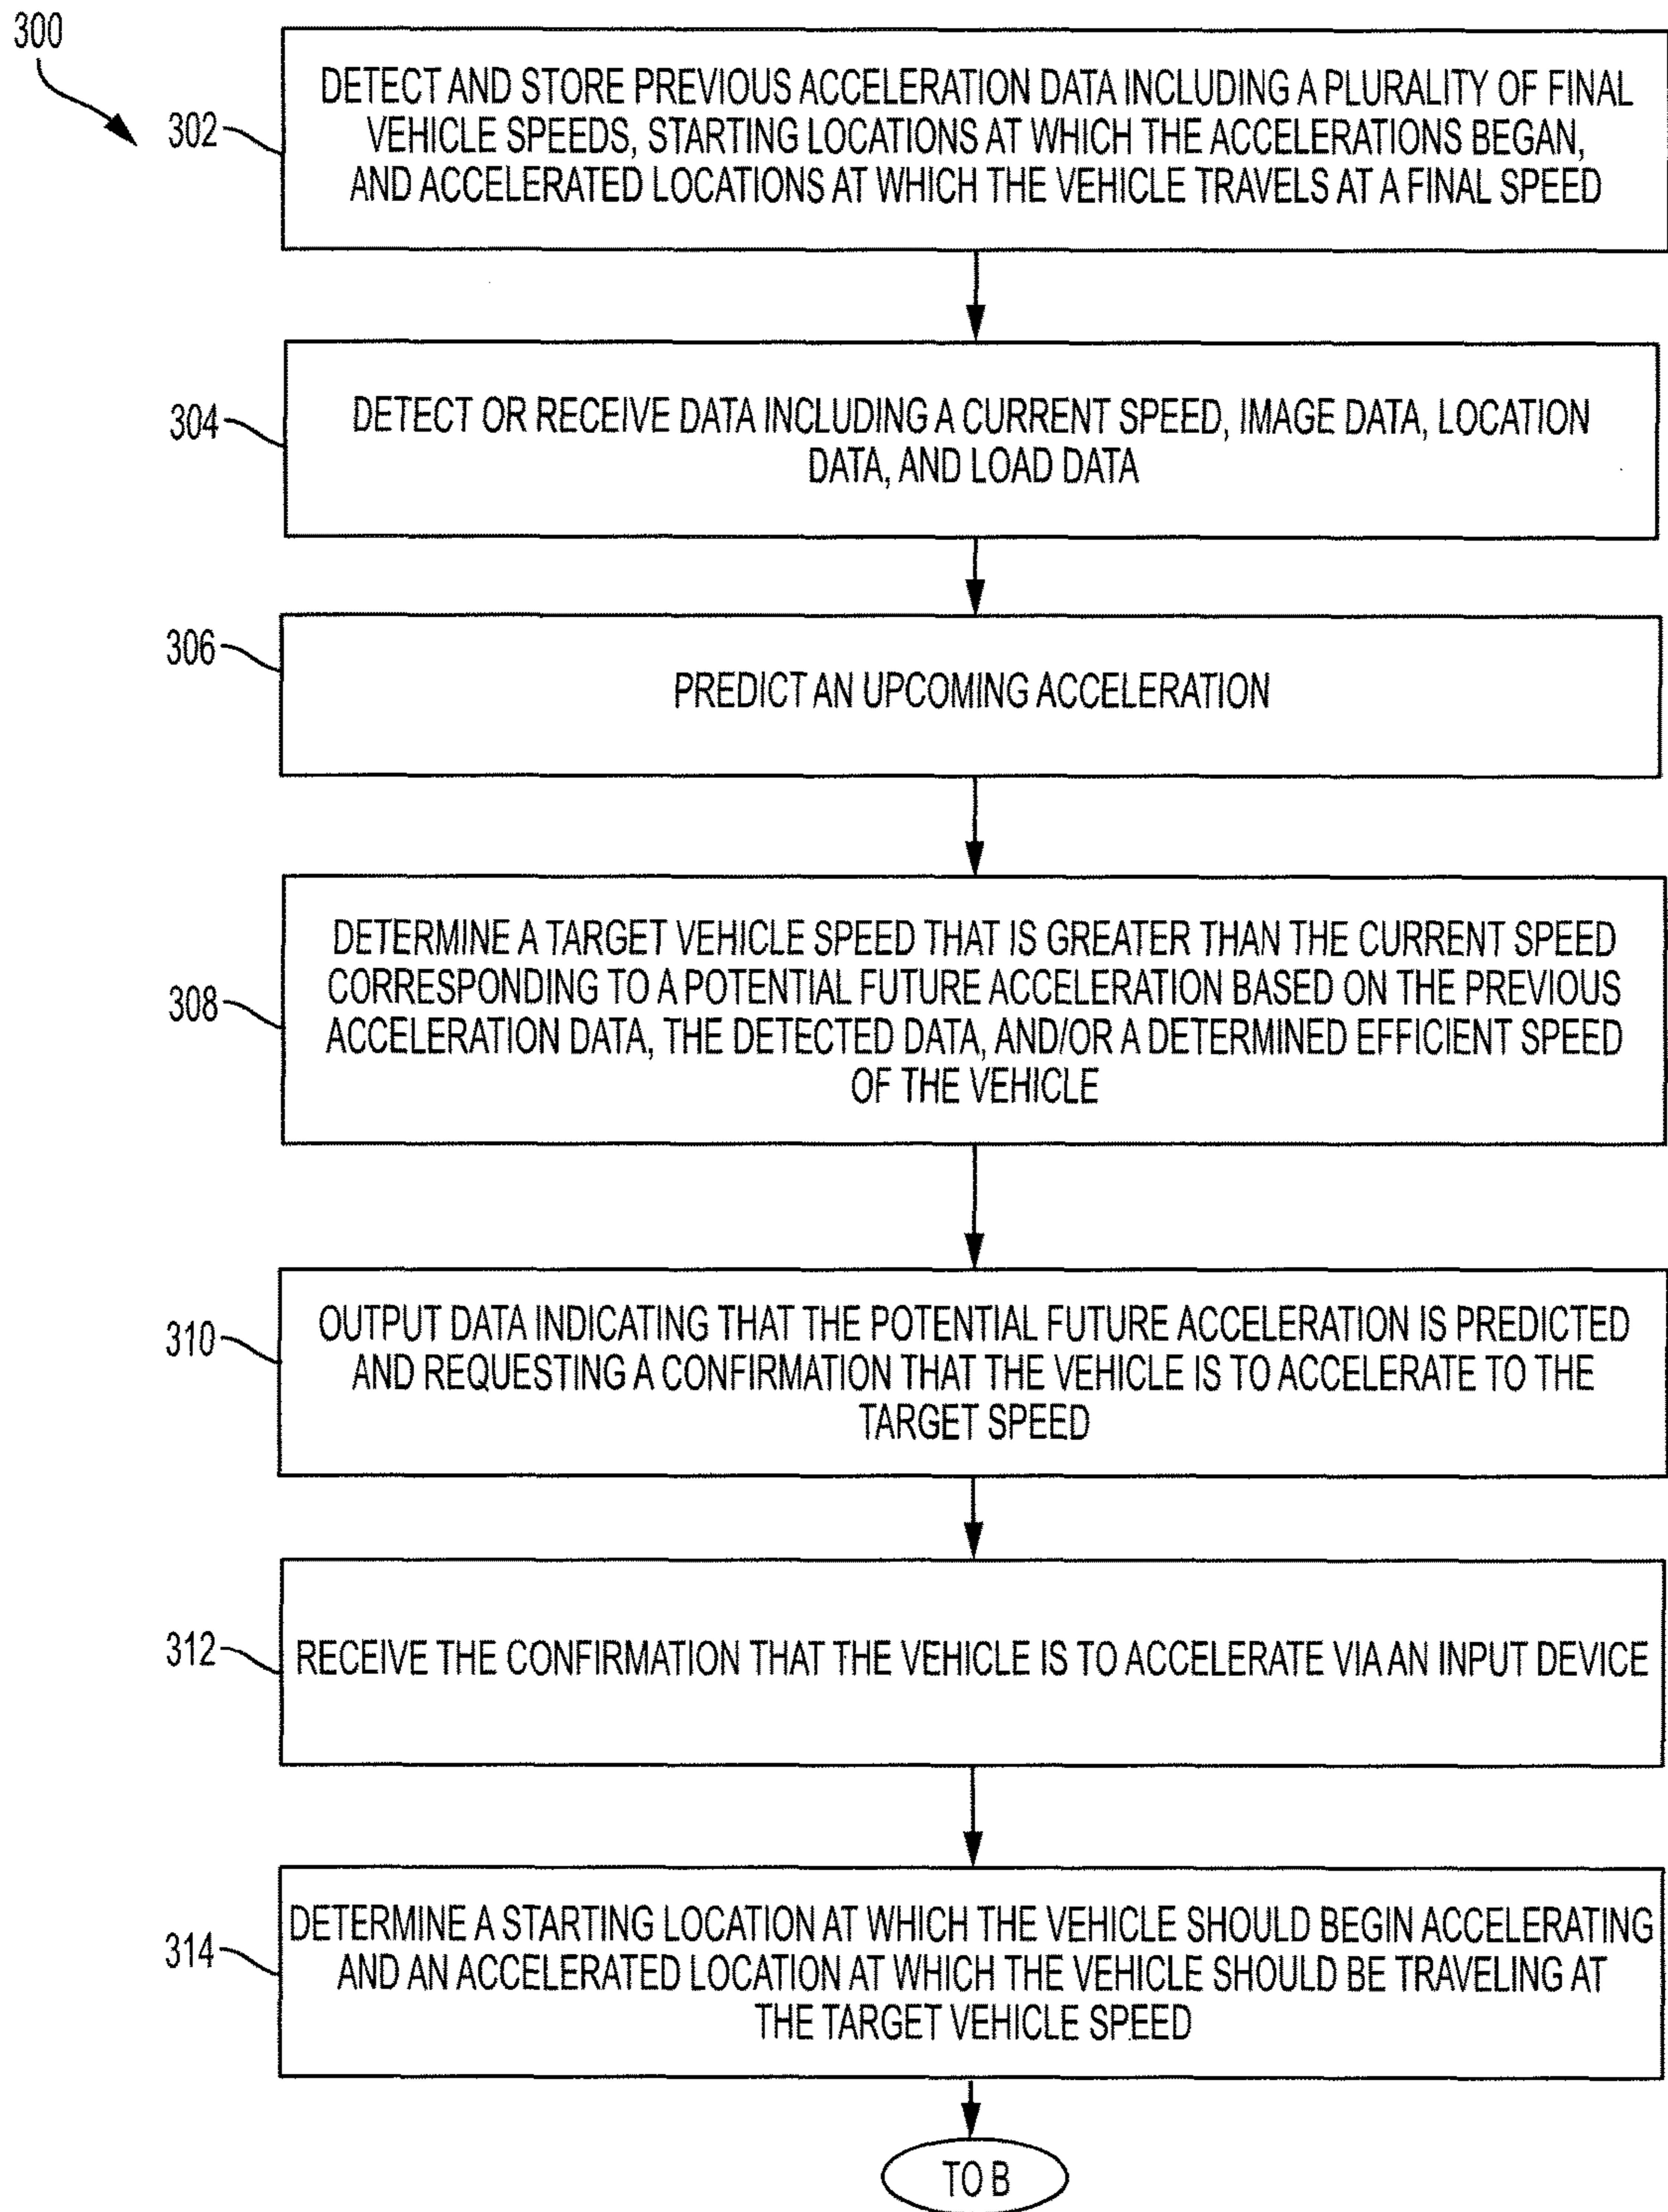 300
302
DETECT AND STORE PREVIOUS ACCELERATION DATA INCLUDING A PLURALITY OF FINAL
VEHICLE SPEEDS, STARTING LOCATIONS AT WHICH THE ACCELERATIONS BEGAN,
AND ACCELERATED LOCATIONS AT WHICH THE VEHICLE TRAVELS AT A FINAL SPEED
304
DETECT OR RECEIVE DATA INCLUDING A CURRENT SPEED, IMAGE DATA, LOCATION
DATA, AND LOAD DATA
306
PREDICT AN UPCOMING ACCELERATION
308
DETERMINE A TARGET VEHICLE SPEED THAT IS GREATER THAN THE CURRENT SPEED
CORRESPONDING TO A POTENTIAL FUTURE ACCELERATION BASED ON THE PREVIOUS
ACCELERATION DATA, THE DETECTED DATA, AND/OR A DETERMINED EFFICIENT SPEED
OF THE VEHICLE
310
OUTPUT DATA INDICATING THAT THE POTENTIAL FUTURE ACCELERATION IS PREDICTED
AND REQUESTING A CONFIRMATION THAT THE VEHICLE IS TO ACCELERATE TO THE
TARGET SPEED
312
RECEIVE THE CONFIRMATION THAT THE VEHICLE IS TO ACCELERATE VIA AN INPUT DEVICE
314
DETERMINE A STARTING LOCATION AT WHICH THE VEHICLE SHOULD BEGIN ACCELERATING
AND AN ACCELERATED LOCATION AT WHICH THE VEHICLE SHOULD BE TRAVELING AT
THE TARGET VEHICLE SPEED
TO B